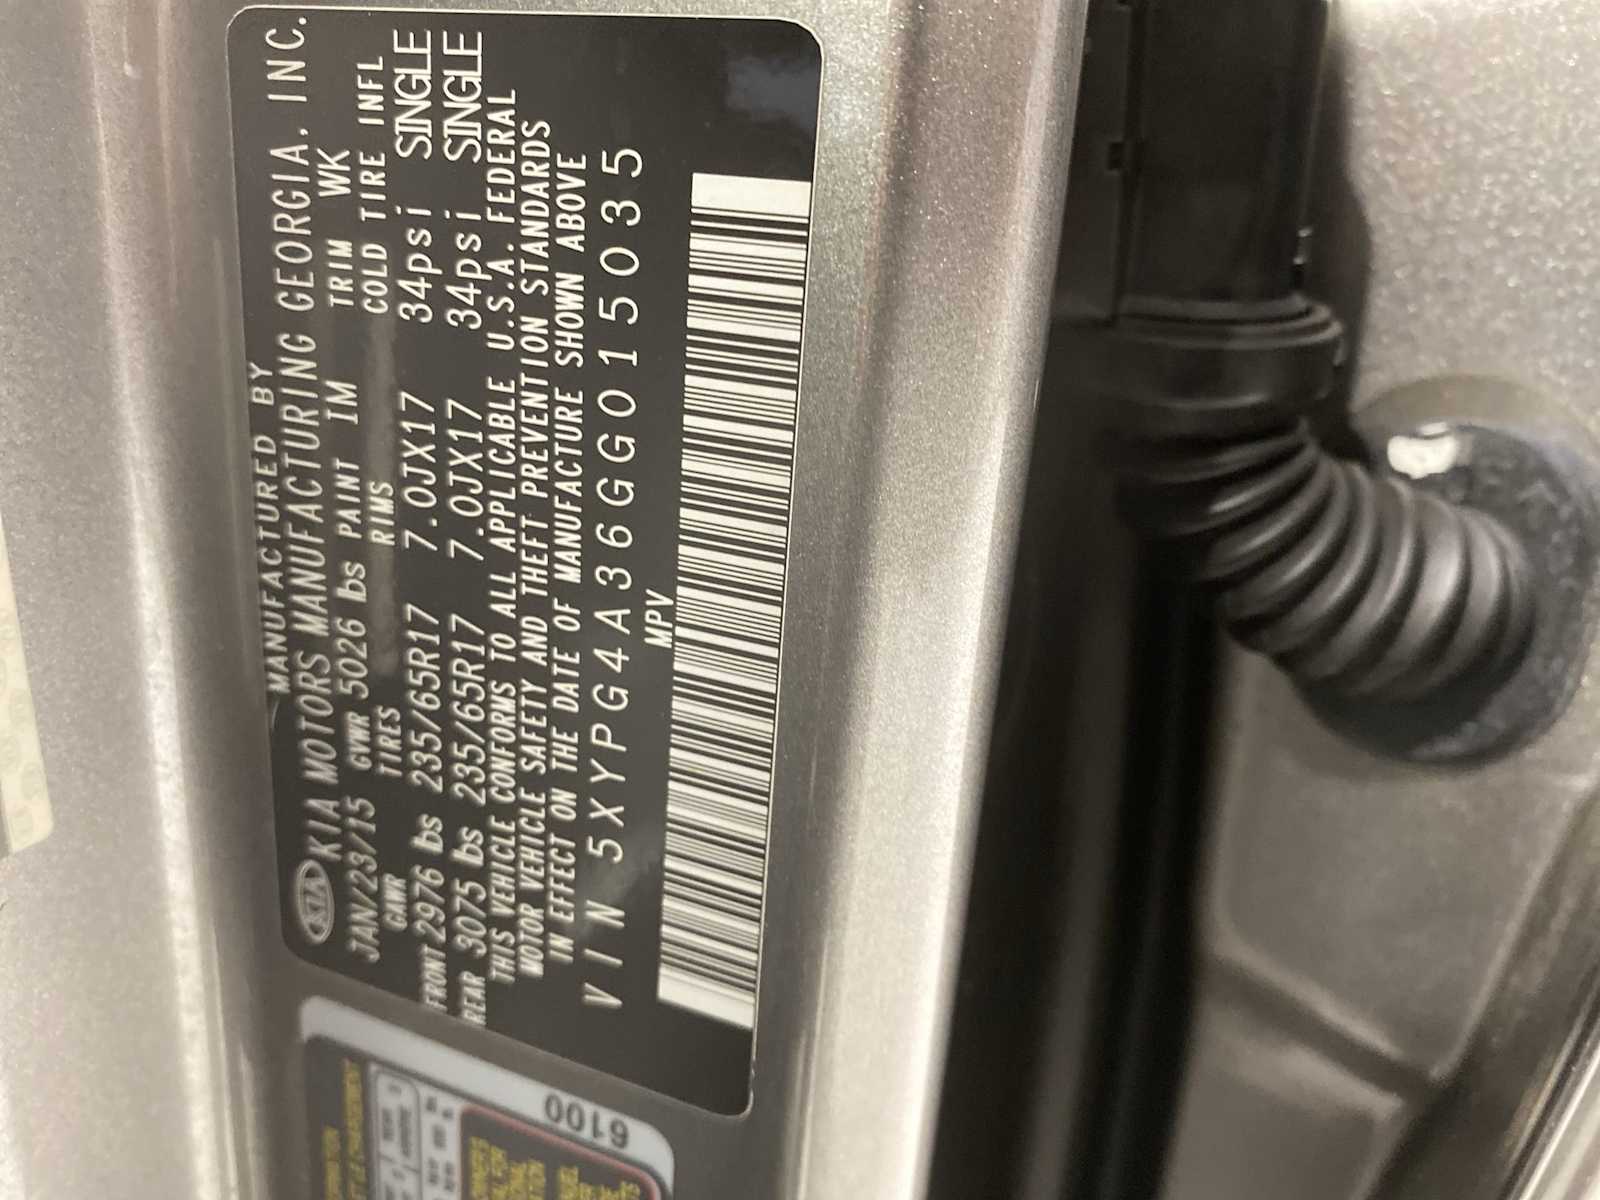 MANUFACTURED BY
KIA KIA MOTORS MANUFACTURING GEORGIA, INC.
JAN/23/15 GVWR 5026 lbs PAINT IM TRIM WK
GAWR TIRES RIMS COLD TIRE INFL
FRONT 2976 lbs 235/65R17 7.0JX17 34psi SINGLE
REAR 3075 lbs 235/65R17 7.0JX17 34psi SINGLE
THIS VEHICLE CONFORMS TO ALL APPLICABLE U.S.A. FEDERAL
MOTOR VEHICLE SAFETY AND THEFT PREVENTION STANDARDS
IN EFFECT ON THE DATE OF MANUFACTURE SHOWN ABOVE
VIN 5XYPG4A36GG015035
MPV
6100